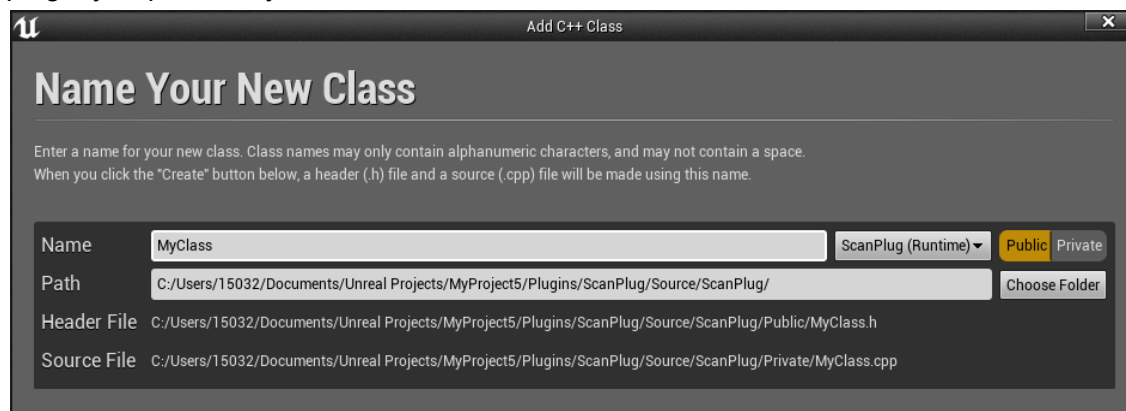 Add C++ Class
Name Your New Class
Enter a name for your new class. Class names may only contain alphanumeric characters, and may not contain a space.
When you click the "Create" button below, a header (.h) file and a source (.cpp) file will be made using this name.
Name MyClass ScanPlug (Runtime) Public Private
Path C:/Users/15032/Documents/Unreal Projects/MyProject5/Plugins/ScanPlug/Source/ScanPlug/ Choose Folder
Header File C:/Users/15032/Documents/Unreal Projects/MyProject5/Plugins/ScanPlug/Source/ScanPlug/Public/MyClass.h
Source File C:/Users/15032/Documents/Unreal Projects/MyProject5/Plugins/ScanPlug/Source/ScanPlug/Private/MyClass.cpp